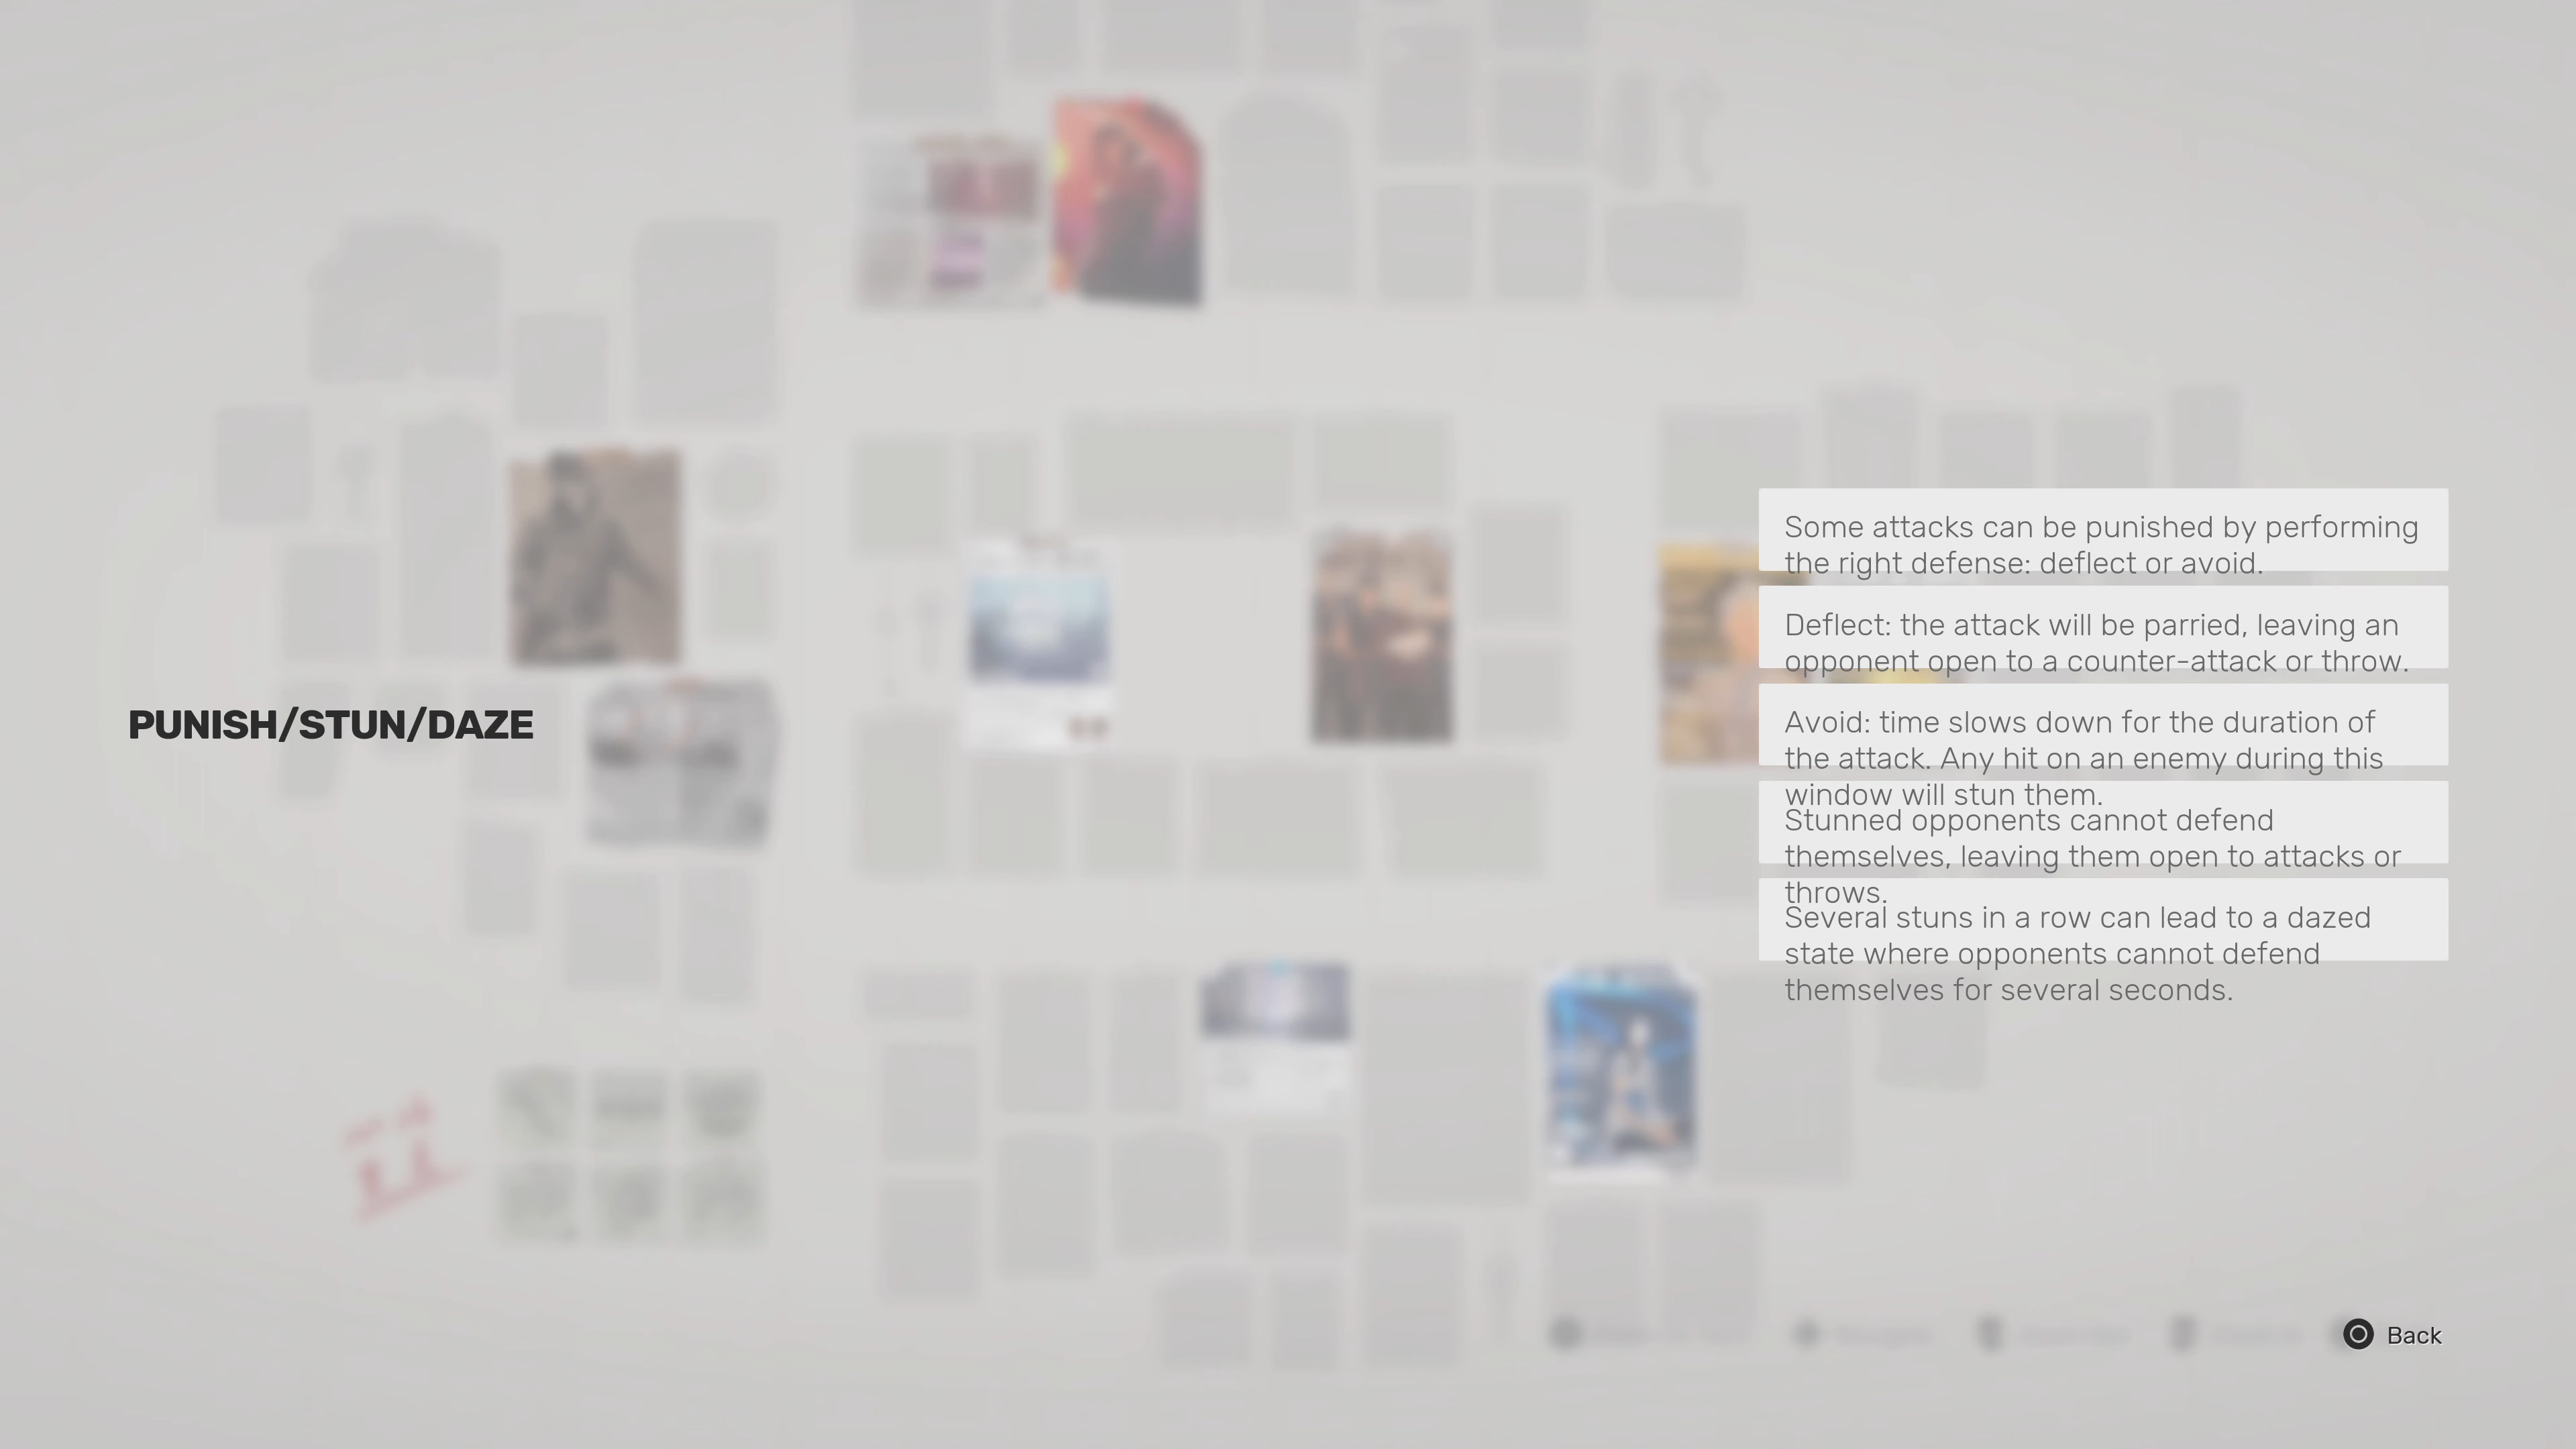 PUNISH/STUN/DAZE
Some attacks can be punished by performing
the right defense: deflect or avoid.
Deflect: the attack will be parried, leaving an
opponent open to a counter-attack or throw.
Avoid: time slows down for the duration of
the attack. Any hit on an enemy during this
window will stun them.
Stunned opponents cannot defend
themselves, leaving them open to attacks or
throws.
Several stuns in a row can lead to a dazed
state where opponents cannot defend
themselves for several seconds.
Back